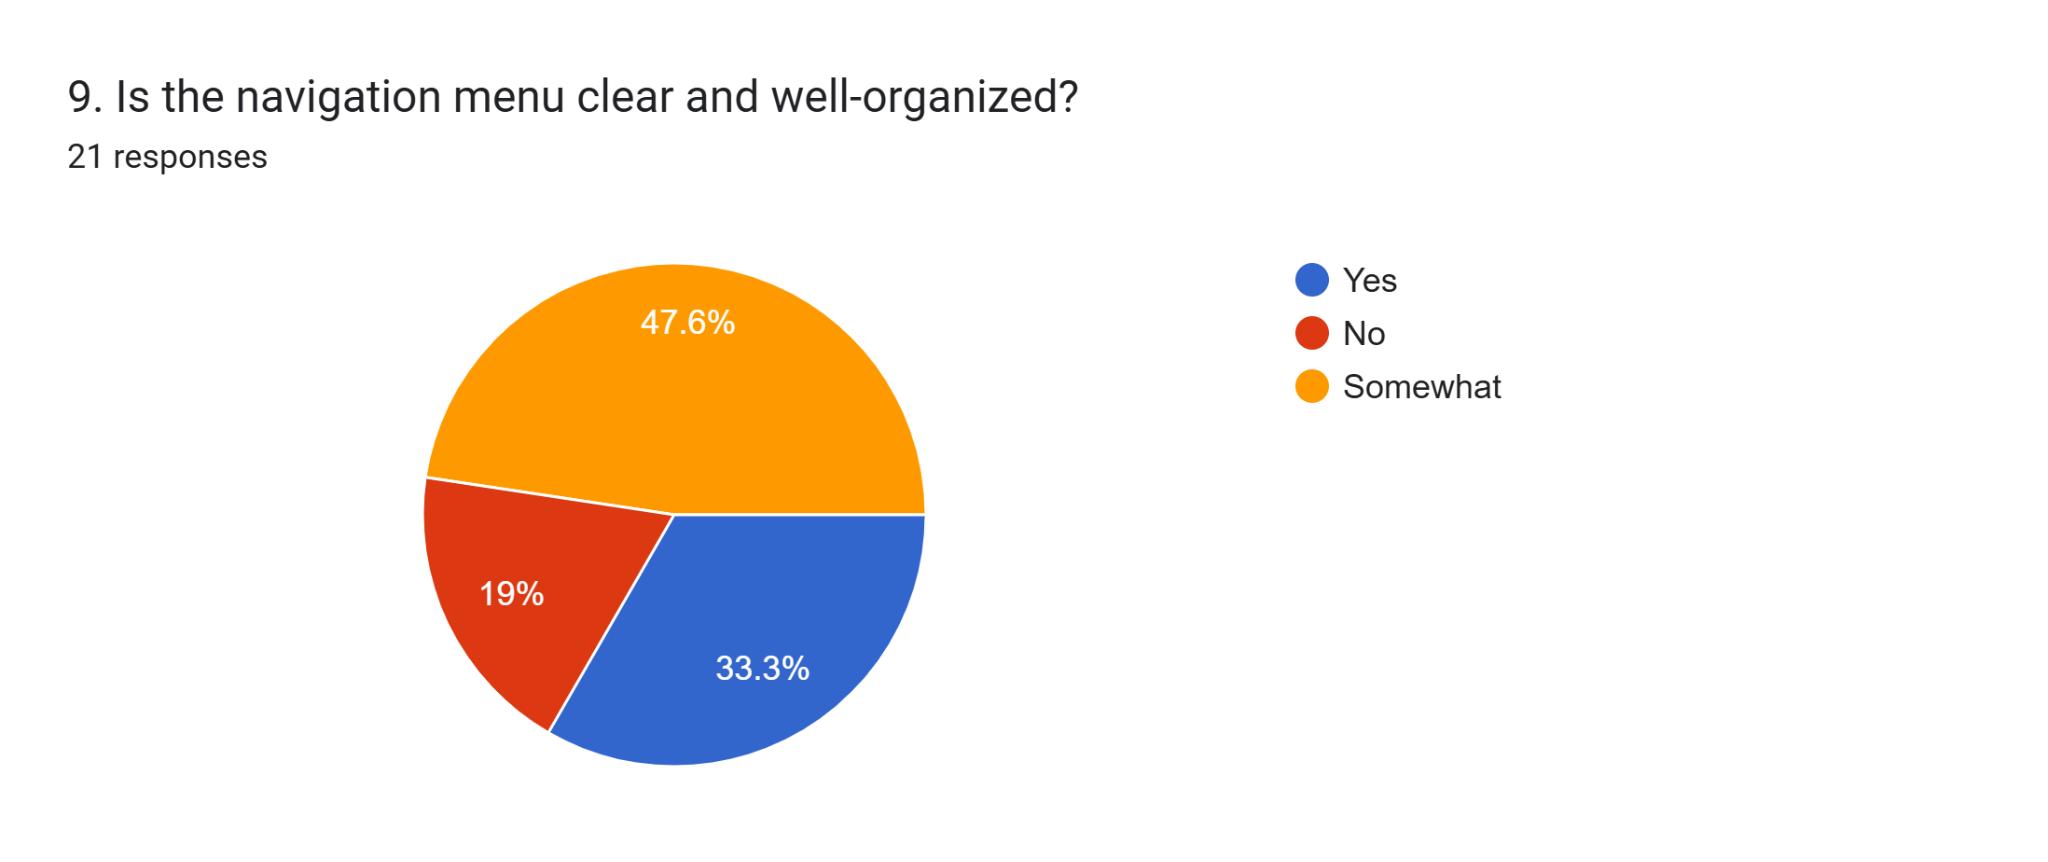 9. Is the navigation menu clear and well-organized?
21 responses
47.6%
19%
33.3%
Yes
No
Somewhat